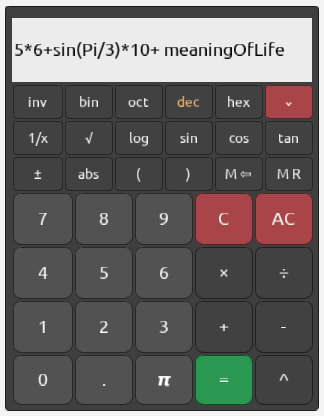 5*6+sin(Pi/3)*10+ meaningOfLife
inv bin oct dec hex ⌄
1/x √ log sin cos tan
± abs ( ) M⇦ MR
7 8 9 C AC
4 5 6 × ÷
1 2 3 + -
0 . π = ^